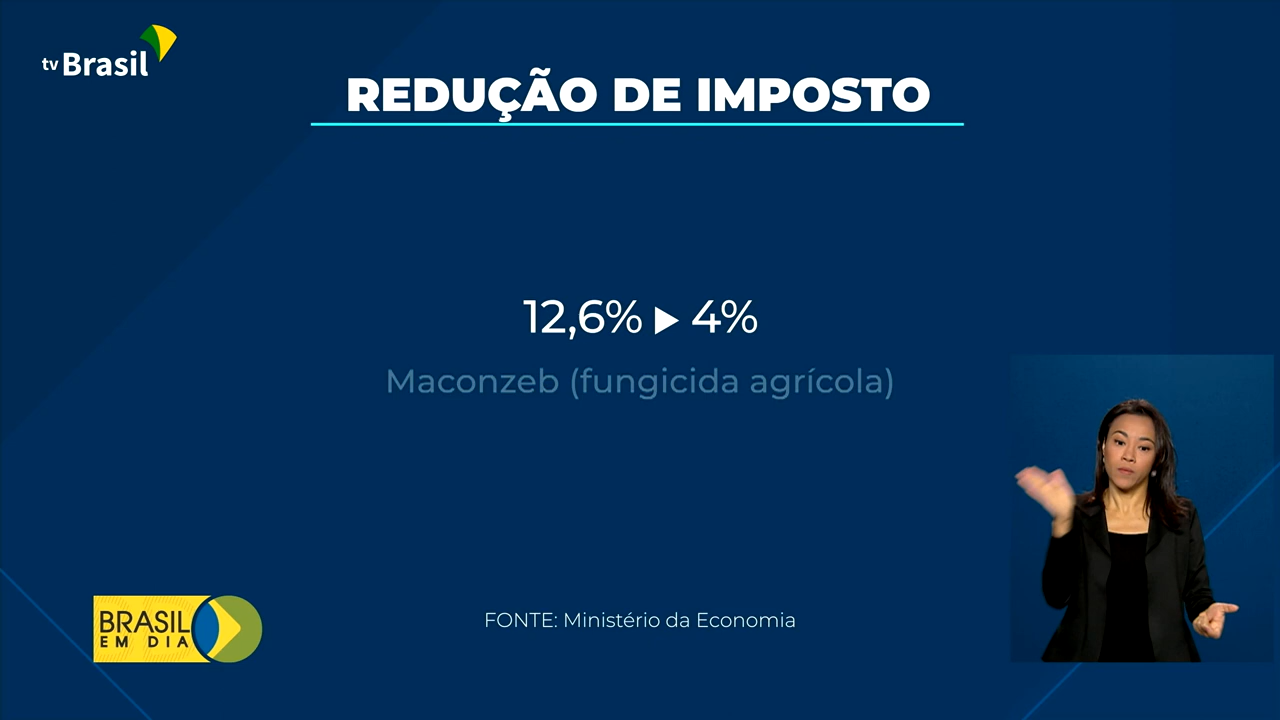 tv Brasil
REDUÇÃO DE IMPOSTO
12,6% ▶ 4%
Maconzeb (fungicida agrícola)
FONTE: Ministério da Economia
BRASIL
EM DIA